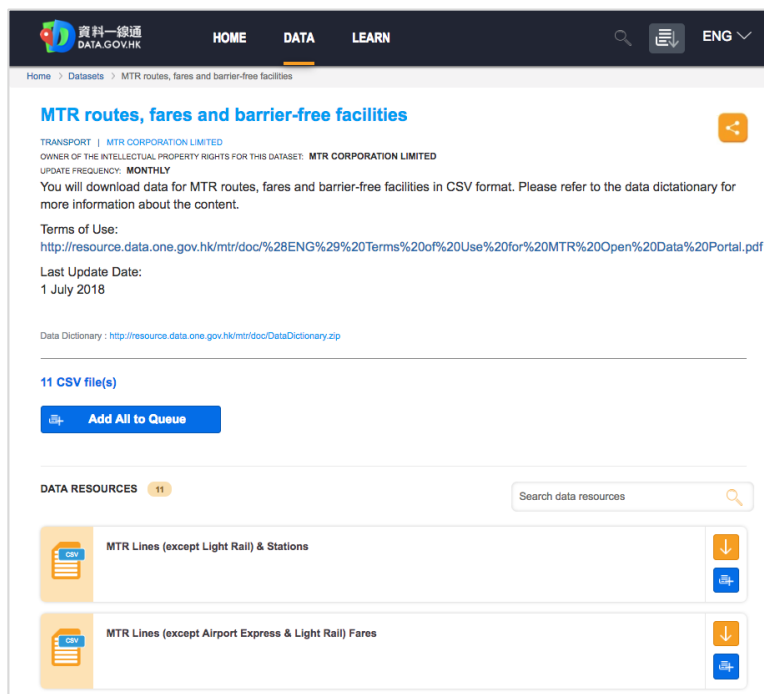 資料一線通
DATA.GOV.HK
HOME DATA LEARN
ENG
Home > Datasets > MTR routes, fares and barrier-free facilities
MTR routes, fares and barrier-free facilities
TRANSPORT | MTR CORPORATION LIMITED
OWNER OF THE INTELLECTUAL PROPERTY RIGHTS FOR THIS DATASET: MTR CORPORATION LIMITED
UPDATE FREQUENCY: MONTHLY
You will download data for MTR routes, fares and barrier-free facilities in CSV format. Please refer to the data dictationary for
more information about the content.
Terms of Use:
http://resource.data.one.gov.hk/mtr/doc/%28ENG%29%20Terms%20of%20Use%20for%20MTR%20Open%20Data%20Portal.pdf
Last Update Date:
1 July 2018
Data Dictionary : http://resource.data.one.gov.hk/mtr/doc/DataDictionary.zip
11 CSV file(s)
Add All to Queue
DATA RESOURCES 11
Search data resources
CSV
MTR Lines (except Light Rail) & Stations
CSV
MTR Lines (except Airport Express & Light Rail) Fares